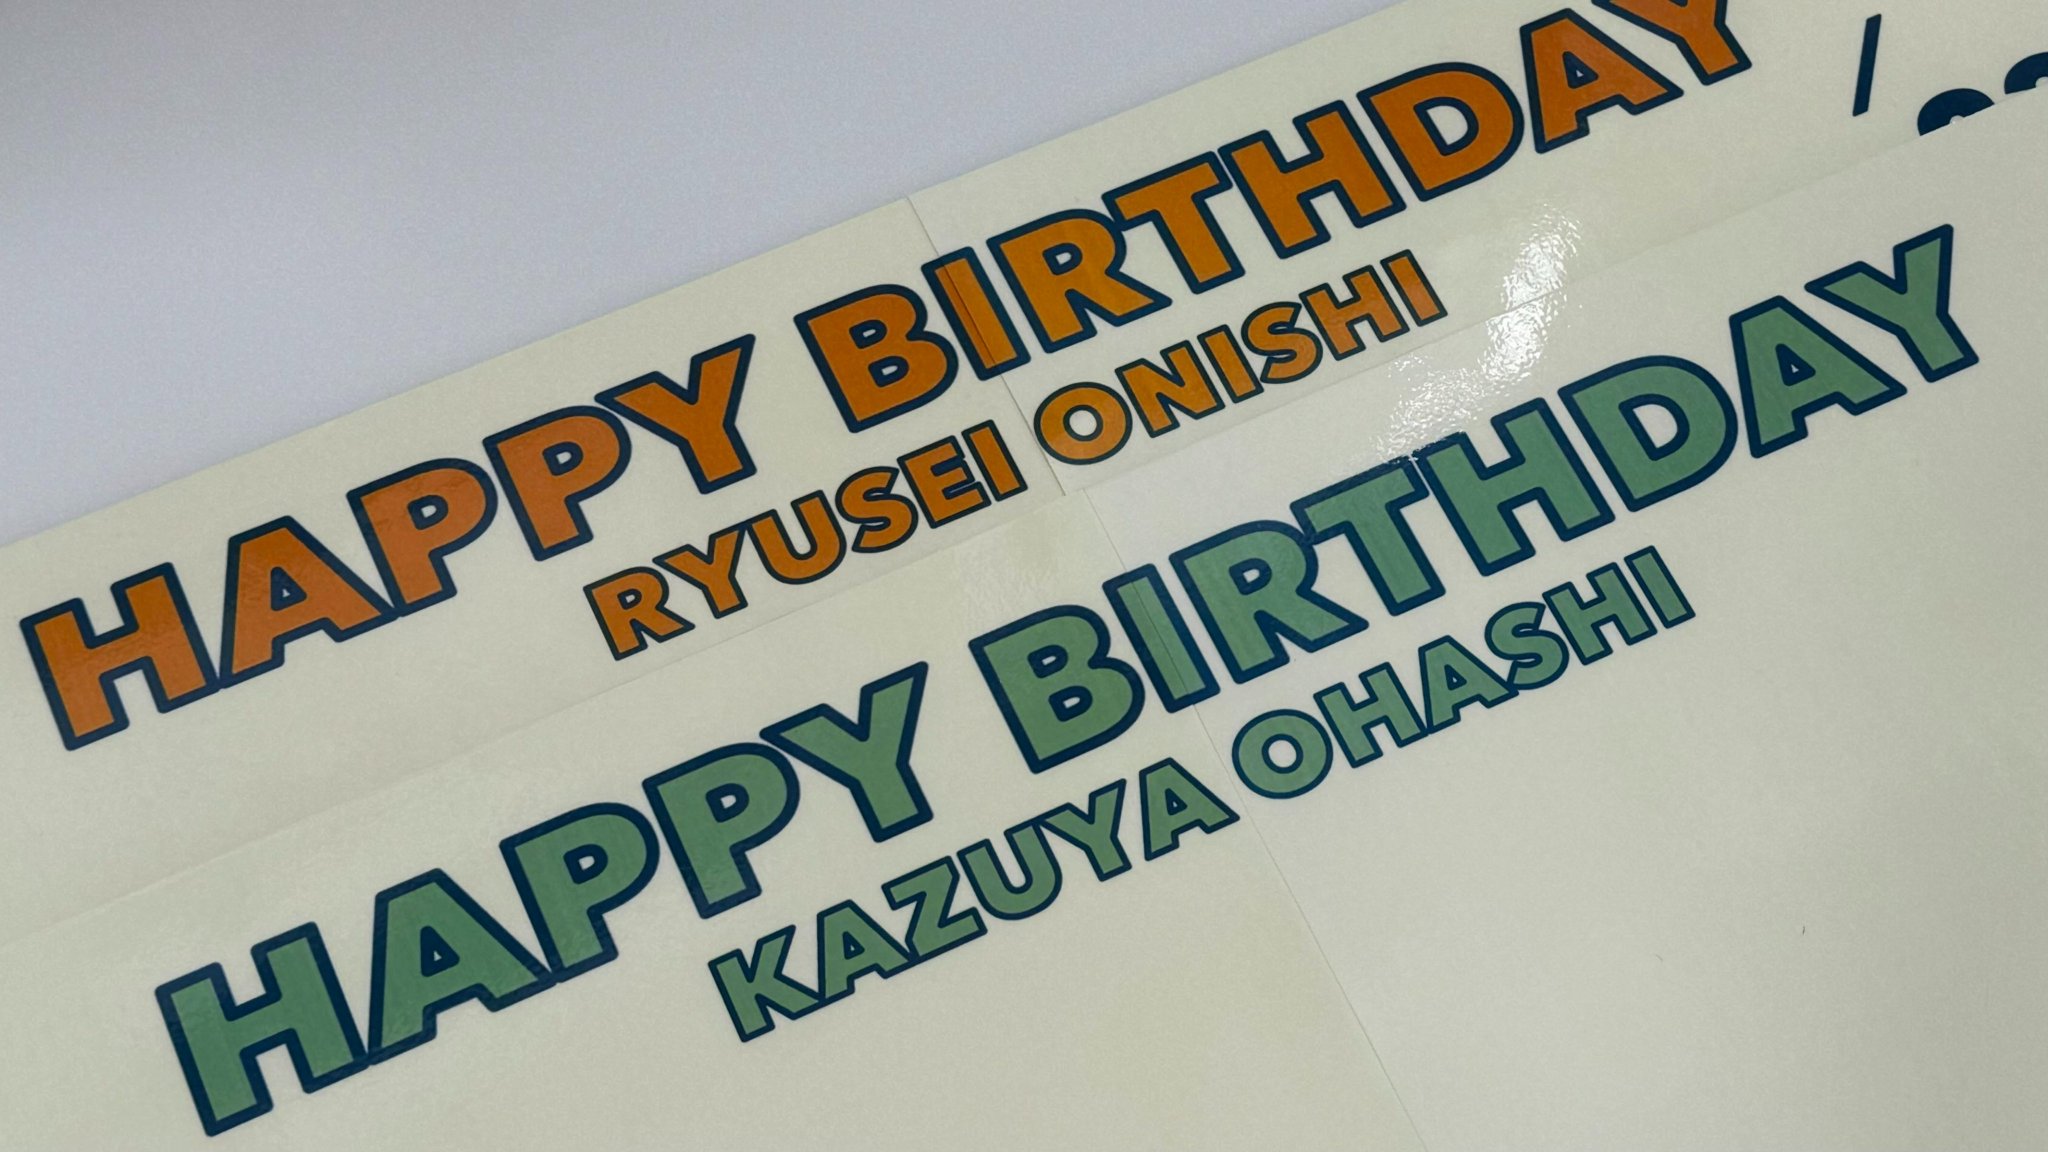 HAPPY BIRTHDAY
RYUSEI ONISHI
/
HAPPY BIRTHDAY
KAZUYA OHASHI